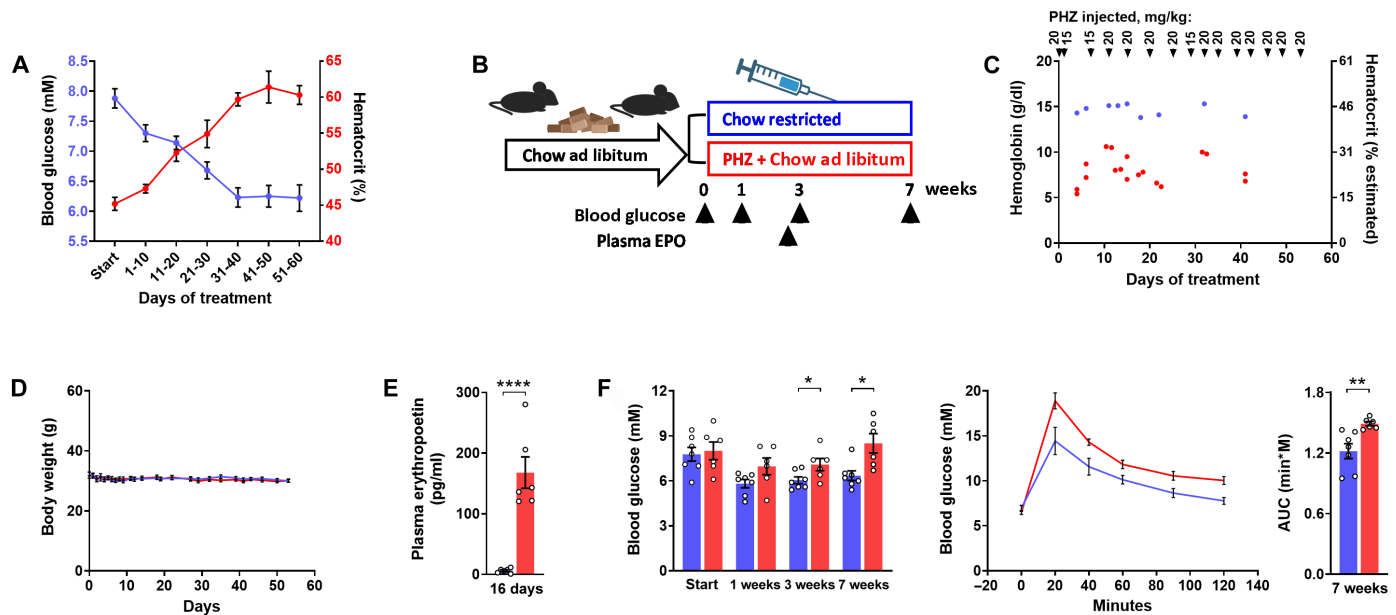 A
Blood glucose (mM)
8.5
8.0
7.5
7.0
6.5
6.0
5.5
65
60
55
50
45
40
Hematocrit (%)
Start
1-10
11-20
21-30
31-40
41-50
51-60
Days of treatment
B
Chow ad libitum
Chow restricted
PHZ + Chow ad libitum
0 1 3 7 weeks
Blood glucose
Plasma EPO
C
PHZ injected, mg/kg:
20 15 15 20 20 20 20 15 20 20 20 20 20 20 20
Hemoglobin (g/dl)
20
15
10
5
0
61
46
31
15
0
Hematocrit (% estimated)
0 10 20 30 40 50 60
Days of treatment
D
Body weight (g)
60
40
20
0
0 10 20 30 40 50 60
Days
E
Plasma erythropoetin
(pg/ml)
300
200
100
0
****
16 days
F
Blood glucose (mM)
12
9
6
3
0
*
*
Start 1 weeks 3 weeks 7 weeks
Blood glucose (mM)
20
15
10
5
0
−20 0 20 40 60 80 100 120 140
Minutes
AUC (min*M)
1.8
1.2
0.6
0.0
**
7 weeks